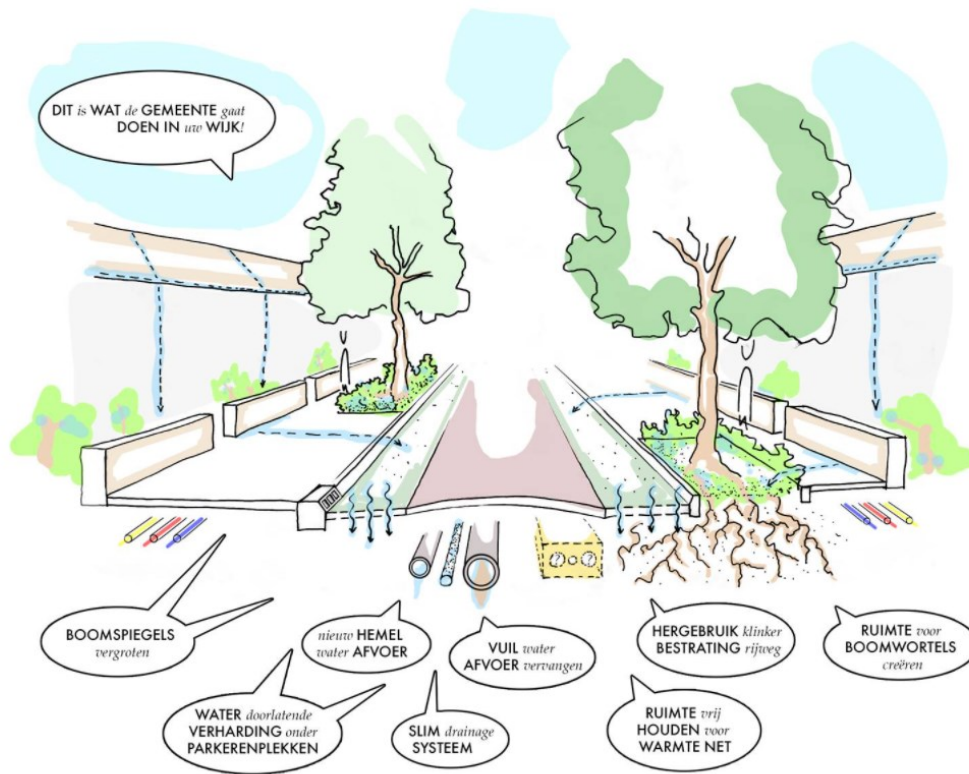 DIT is WAT de GEMEENTE gaat
DOEN IN uw WIJK!
BOOMSPIEGELS
vergroten
nieuw HEMEL
water AFVOER
VUIL water
AFVOER vervangen
HERGEBRUIK klinker
BESTRATING rijweg
RUIMTE voor
BOOMWORTELS
creëren
WATER doorlatende
VERHARDING onder
PARKERENPLEKKEN
SLIM drainage
SYSTEEM
RUIMTE vrij
HOUDEN voor
WARMTE NET
? ?